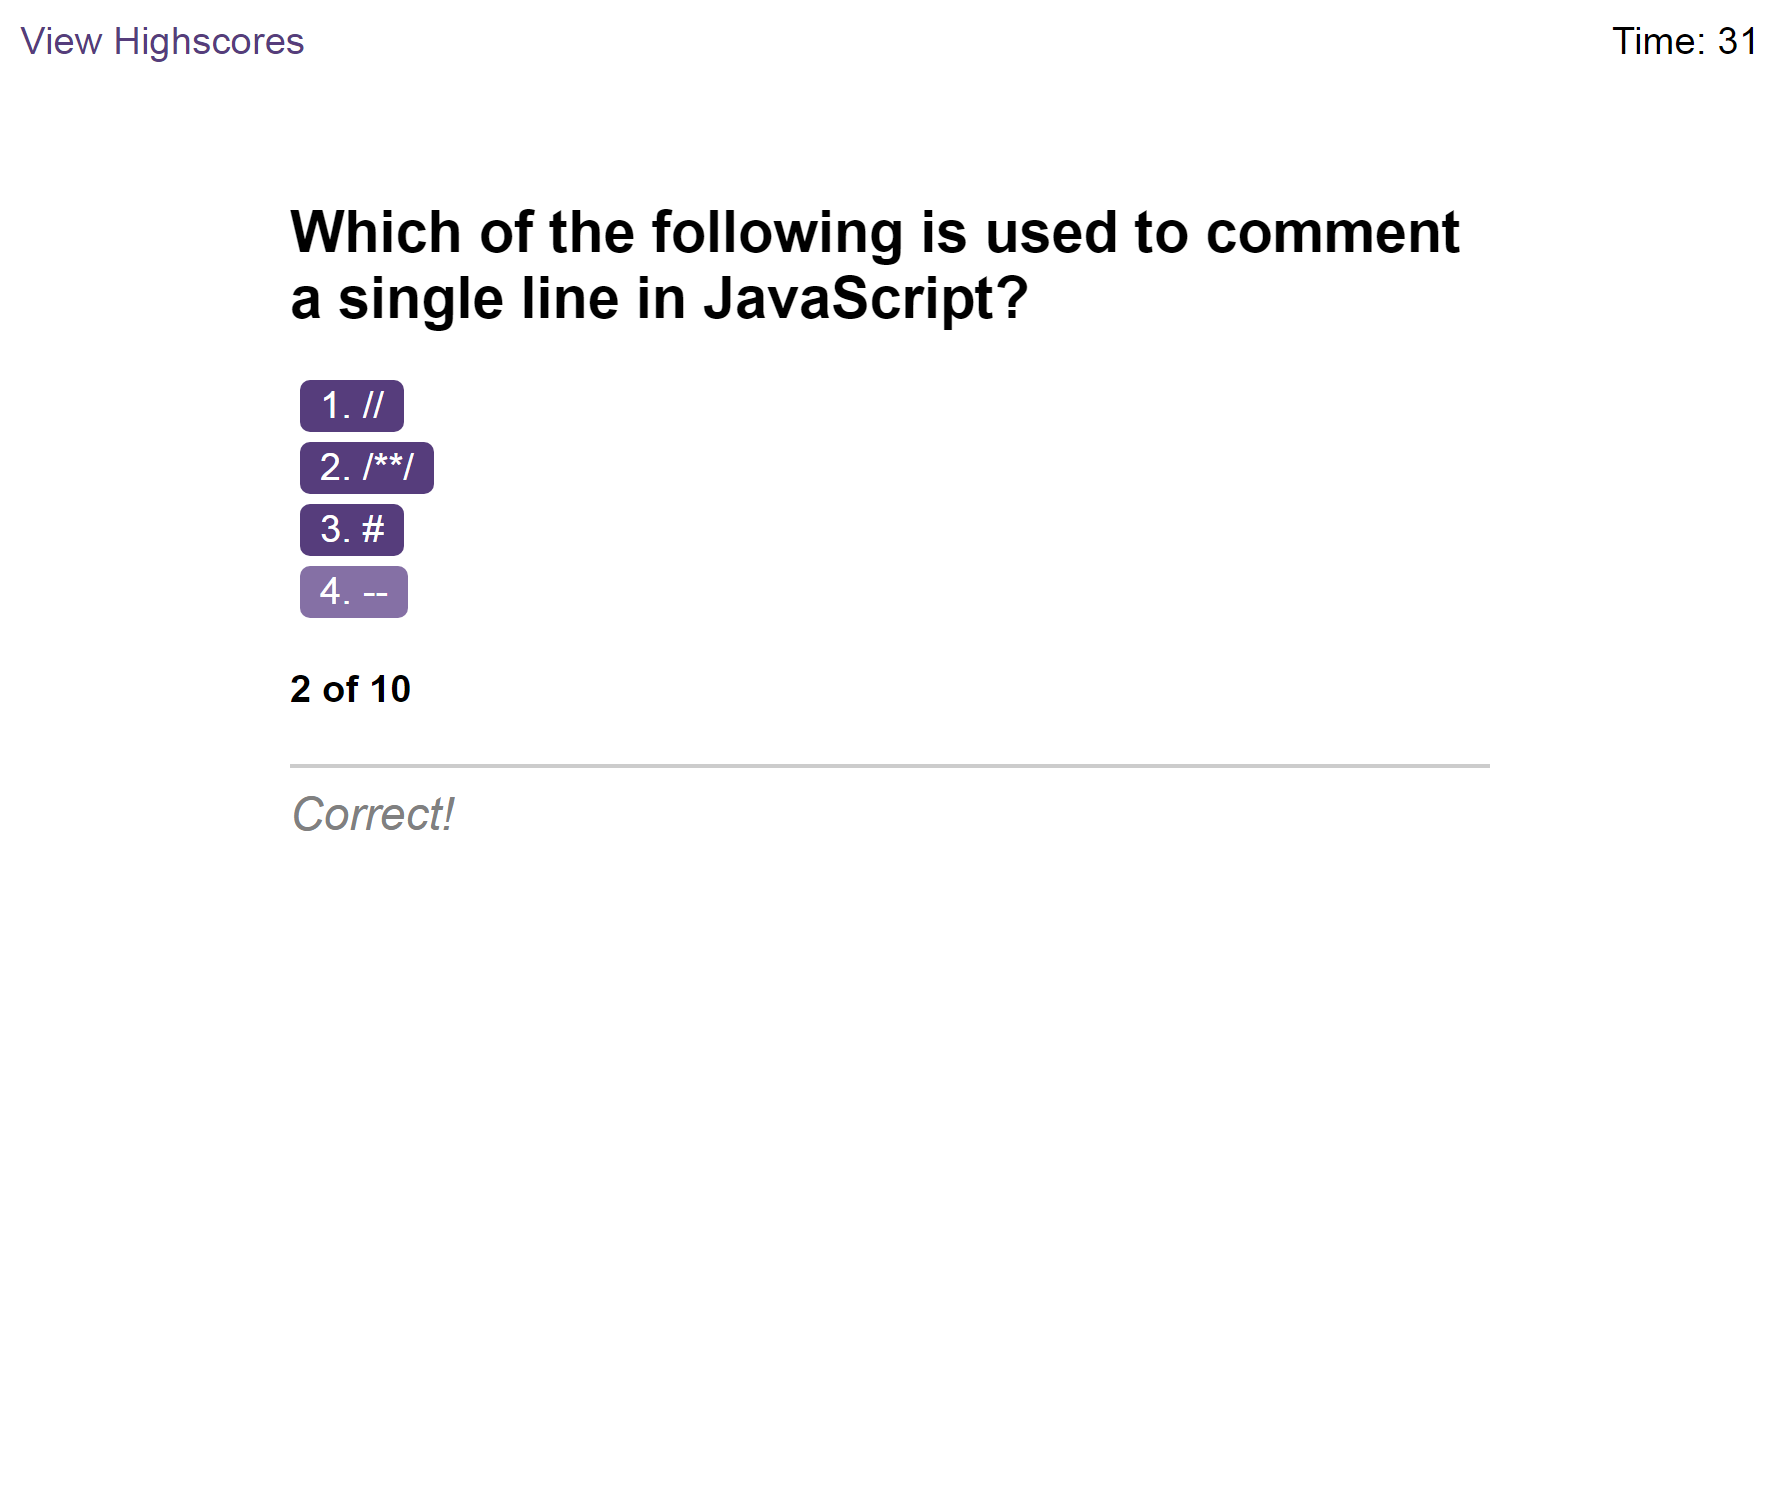 View Highscores
Time: 31
Which of the following is used to comment
a single line in JavaScript?
1. //
2. /**/
3. #
4. --
2 of 10
Correct!